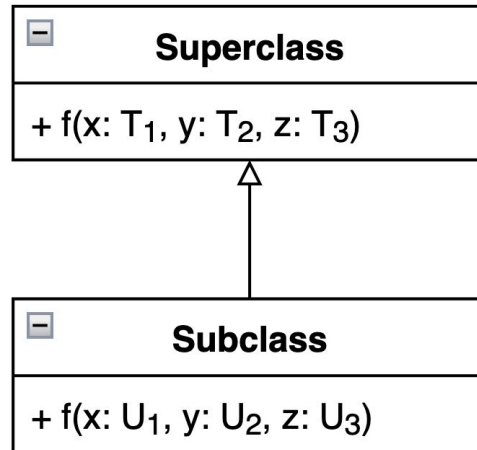 Superclass
+ f(x: T₁, y: T₂, z: T₃)
Subclass
+ f(x: U₁, y: U₂, z: U₃)